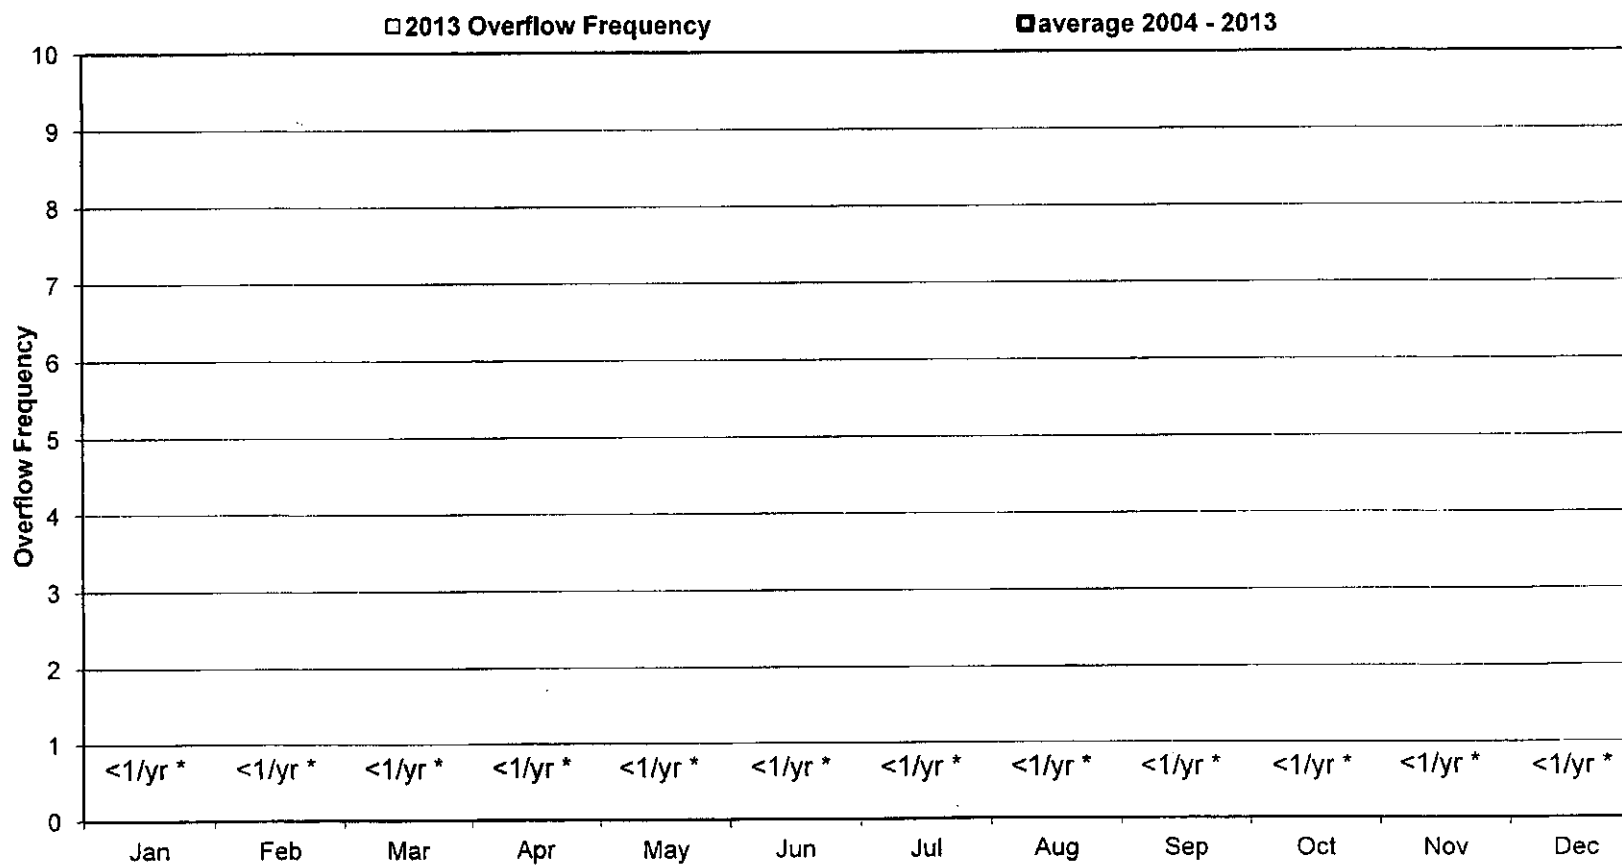 2013 Overflow Frequency average 2004 - 2013
10
9
8
7
6
5
4
3
2
1
0
Overflow Frequency
<1/yr * <1/yr * <1/yr * <1/yr * <1/yr * <1/yr * <1/yr * <1/yr * <1/yr * <1/yr * <1/yr * <1/yr *
Jan Feb Mar Apr May Jun Jul Aug Sep Oct Nov Dec